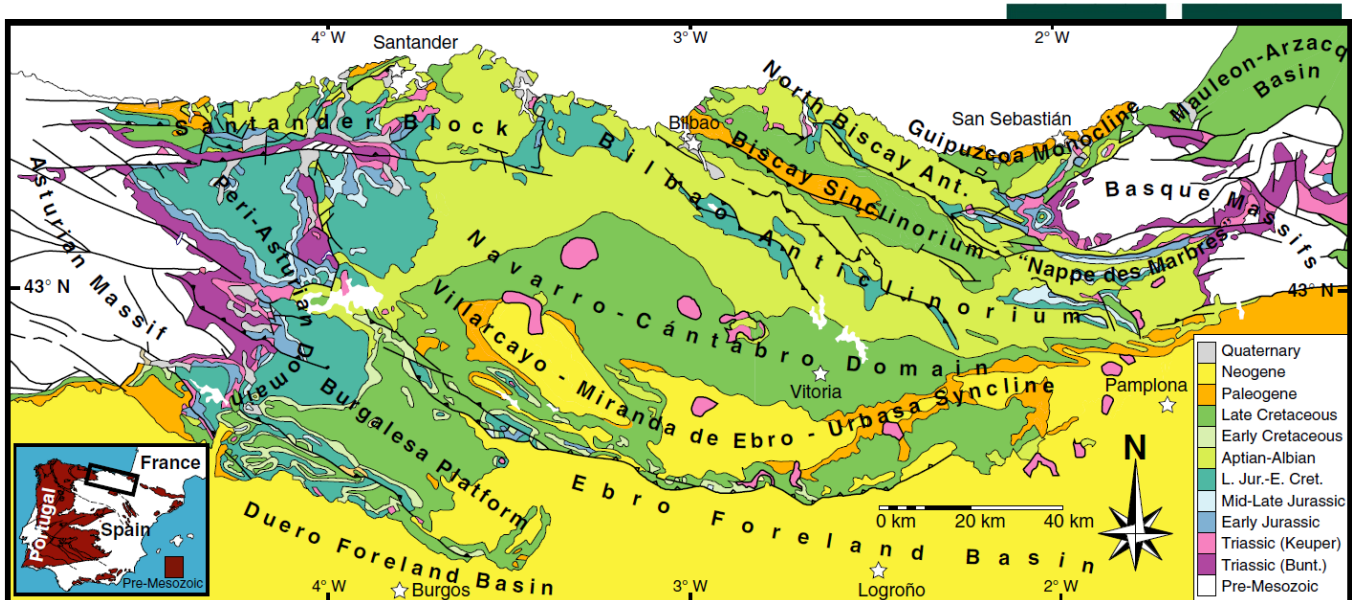 4° W
3° W
2° W
Santander
Mauleon-Arzacq
Basin
North Biscay Ant.
San Sebastián
Guipuzcoa Monocline
Bilbao
Santander Block
Biscay Sinclinorium
Basque Massifs
Bilbao Anticlinorium
Asturian Massif
Peri-Asturian Domain
"Nappe des Marbres"
43° N
43° N
Navarro-Cántabro Domain
Villarcayo - Miranda de Ebro - Urbasa Syncline
Vitoria
Pamplona
Burgalesa Platform
Ebro Foreland Basin
Duero Foreland Basin
N
0 km 20 km 40 km
4° W
Burgos
3° W
Logroño
2° W
France
Portugal
Spain
Pre-Mesozoic
Quaternary
Neogene
Paleogene
Late Cretaceous
Early Cretaceous
Aptian-Albian
L. Jur.-E. Cret.
Mid-Late Jurassic
Early Jurassic
Triassic (Keuper)
Triassic (Bunt.)
Pre-Mesozoic